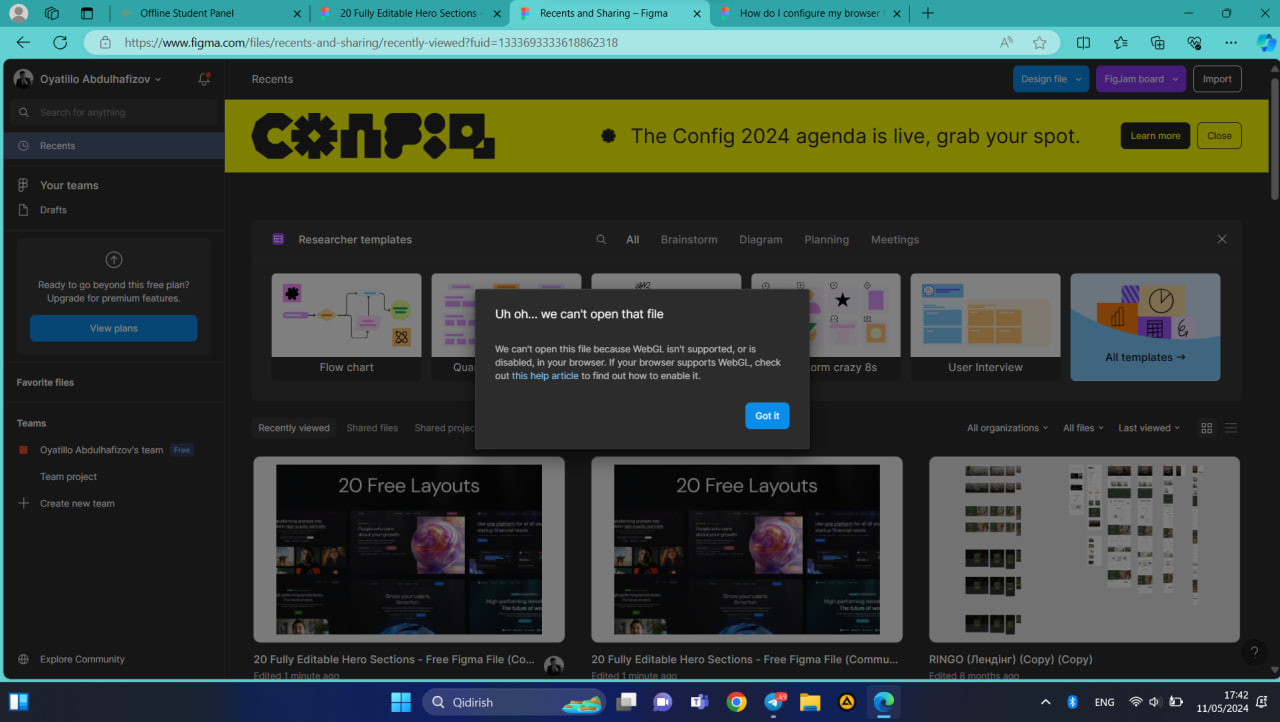 Offline Student Panel
20 Fully Editable Hero Sections -
Recents and Sharing – Figma
How do I configure my browser
https://www.figma.com/files/recents-and-sharing/recently-viewed?fuid=1333693333618862318
Oyatillo Abdulhafizov
Recents
Design file
FigJam board
Import
Search for anything
Recents
Your teams
Drafts
Ready to go beyond this free plan?
Upgrade for premium features.
View plans
Favorite files
Teams
Oyatillo Abdulhafizov's team Free
Team project
Create new team
Explore Community
CONFIG
The Config 2024 agenda is live, grab your spot.
Learn more
Close
Researcher templates
All
Brainstorm
Diagram
Planning
Meetings
Flow chart
User Interview
All templates →
Uh oh... we can't open that file
We can't open this file because WebGL isn't supported, or is
disabled, in your browser. If your browser supports WebGL, check
out this help article to find out how to enable it.
Got it
Recently viewed
Shared files
All organizations
All files
Last viewed
20 Free Layouts
20 Free Layouts
20 Fully Editable Hero Sections - Free Figma File (Co...
Edited 1 minute ago
20 Fully Editable Hero Sections - Free Figma File (Commu...
Edited 1 minute ago
RINGO (Лендінг) (Copy) (Copy)
Edited 8 months ago
?
Qidirish
69
ENG
17:42
11/05/2024